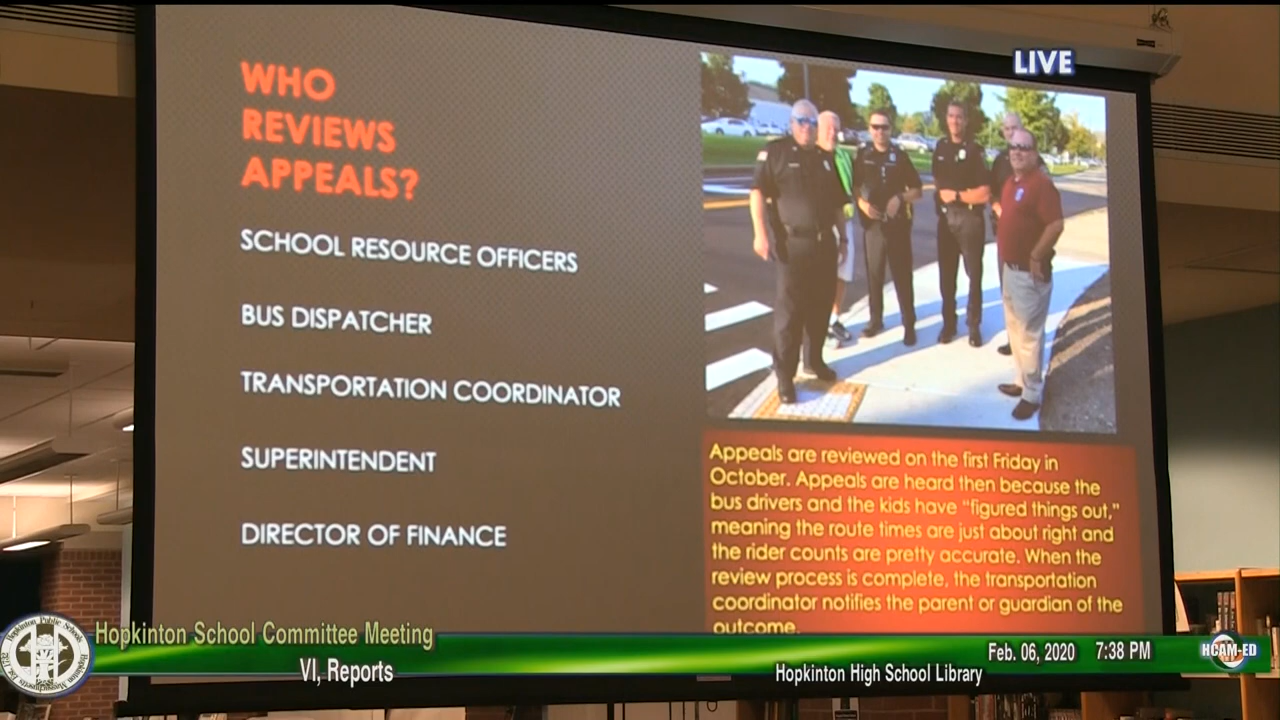 LIVE
WHO
REVIEWS
APPEALS?
SCHOOL RESOURCE OFFICERS
BUS DISPATCHER
TRANSPORTATION COORDINATOR
SUPERINTENDENT
DIRECTOR OF FINANCE
Appeals are reviewed on the first Friday in
October. Appeals are heard then because the
bus drivers and the kids have “figured things out,”
meaning the route times are just about right and
the rider counts are pretty accurate. When the
review process is complete, the transportation
coordinator notifies the parent or guardian of the
outcome.
Hopkinton School Committee Meeting
VI, Reports
Feb. 06, 2020 7:38 PM
Hopkinton High School Library
HCAM-ED
Hopkinton Public Schools